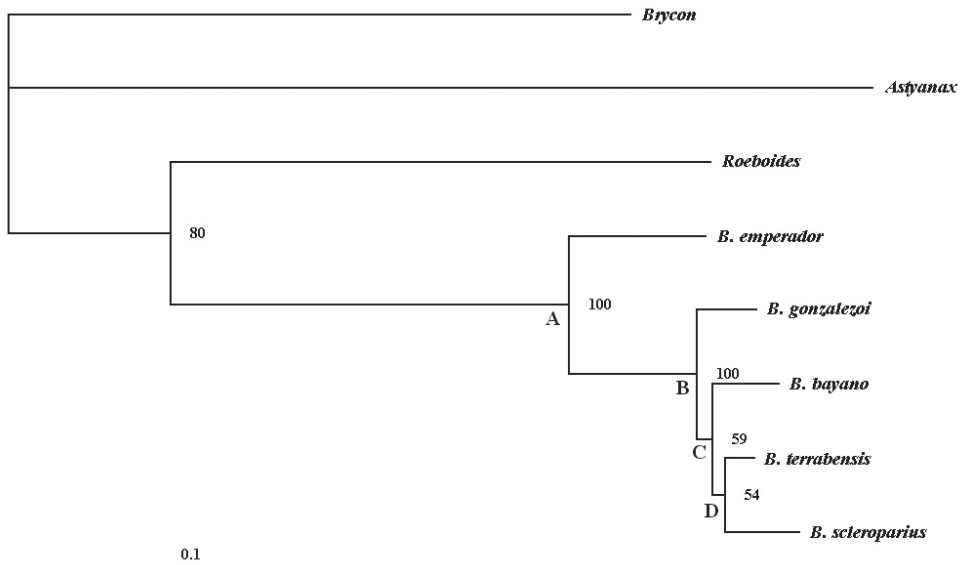 Brycon
Astyanax
Roeboides
80
B. emperador
100
A
B. gonzalezoi
100
B
B. bayano
59
C
B. terrabensis
54
D
B. scleroparius
0.1